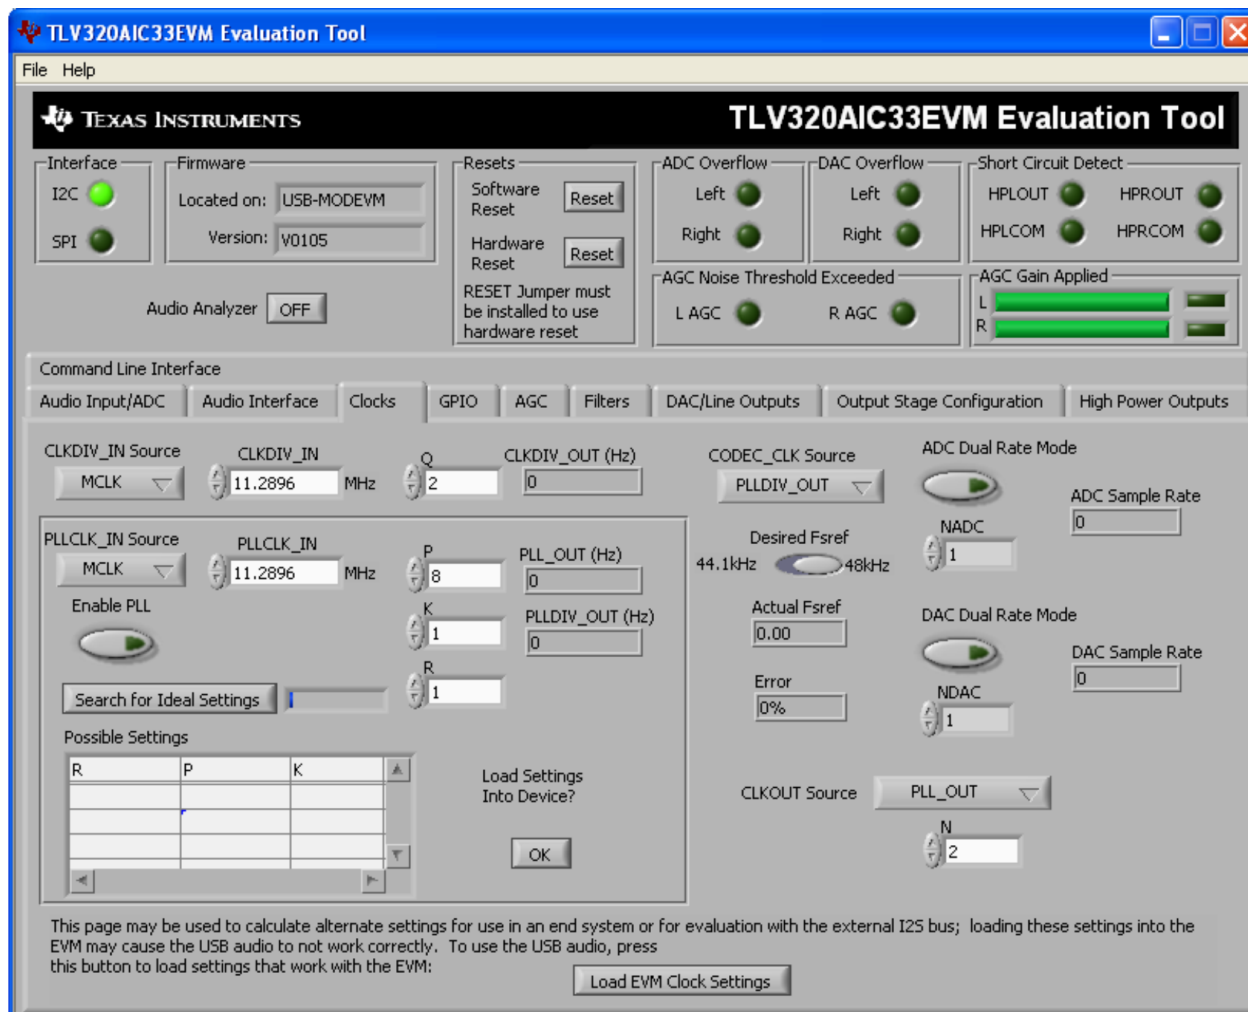 TLV320AIC33EVM Evaluation Tool
File Help
TEXAS INSTRUMENTS
TLV320AIC33EVM Evaluation Tool
Interface
I2C
SPI
Firmware
Located on: USB-MODEVM
Version: V0105
Audio Analyzer OFF
Resets
Software
Reset
Reset
Hardware
Reset
Reset
RESET Jumper must
be installed to use
hardware reset
ADC Overflow
Left
Right
DAC Overflow
Left
Right
Short Circuit Detect
HPLOUT HPROUT
HPLCOM HPRCOM
AGC Noise Threshold Exceeded
L AGC R AGC
AGC Gain Applied
L
R
Command Line Interface
Audio Input/ADC Audio Interface Clocks GPIO AGC Filters DAC/Line Outputs Output Stage Configuration High Power Outputs
CLKDIV_IN Source
MCLK
CLKDIV_IN
11.2896 MHz
Q
2
CLKDIV_OUT (Hz)
0
PLLCLK_IN Source
MCLK
PLLCLK_IN
11.2896 MHz
P
8
PLL_OUT (Hz)
0
Enable PLL
K
1
PLLDIV_OUT (Hz)
0
R
1
Search for Ideal Settings
Possible Settings
R P K
Load Settings
Into Device?
OK
CODEC_CLK Source
PLLDIV_OUT
Desired Fsref
44.1kHz 48kHz
Actual Fsref
0.00
Error
0%
ADC Dual Rate Mode
ADC Sample Rate
0
NADC
1
DAC Dual Rate Mode
DAC Sample Rate
0
NDAC
1
CLKOUT Source PLL_OUT
N
2
This page may be used to calculate alternate settings for use in an end system or for evaluation with the external I2S bus; loading these settings into the
EVM may cause the USB audio to not work correctly. To use the USB audio, press
this button to load settings that work with the EVM:
Load EVM Clock Settings